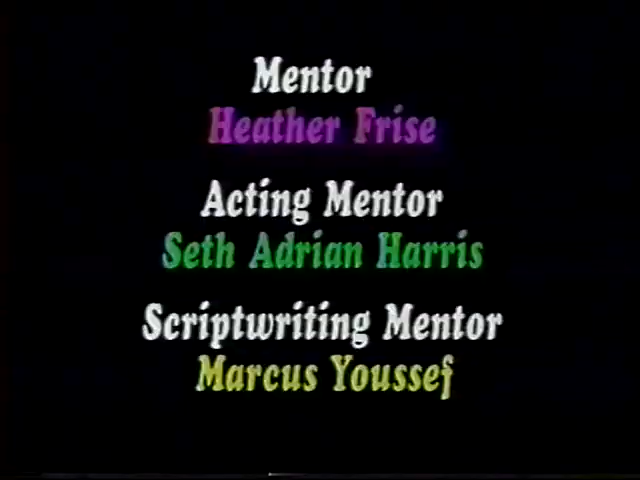 Mentor
Heather Frise
Acting Mentor
Seth Adrian Harris
Scriptwriting Mentor
Marcus Youssef